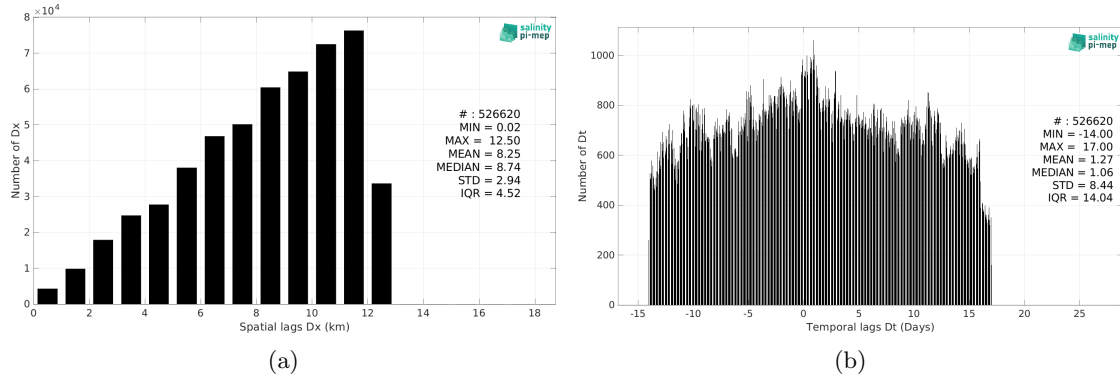 ×10⁴
8
7
6
5
4
3
2
1
0
Number of Dx
0 2 4 6 8 10 12 14 16 18
Spatial lags Dx (km)
salinity
pi-mep
# : 526620
MIN = 0.02
MAX = 12.50
MEAN = 8.25
MEDIAN = 8.74
STD = 2.94
IQR = 4.52
(a)
1000
800
600
400
200
0
Number of Dt
-15 -10 -5 0 5 10 15 20 25
Temporal lags Dt (Days)
salinity
pi-mep
# : 526620
MIN = -14.00
MAX = 17.00
MEAN = 1.27
MEDIAN = 1.06
STD = 8.44
IQR = 14.04
(b)